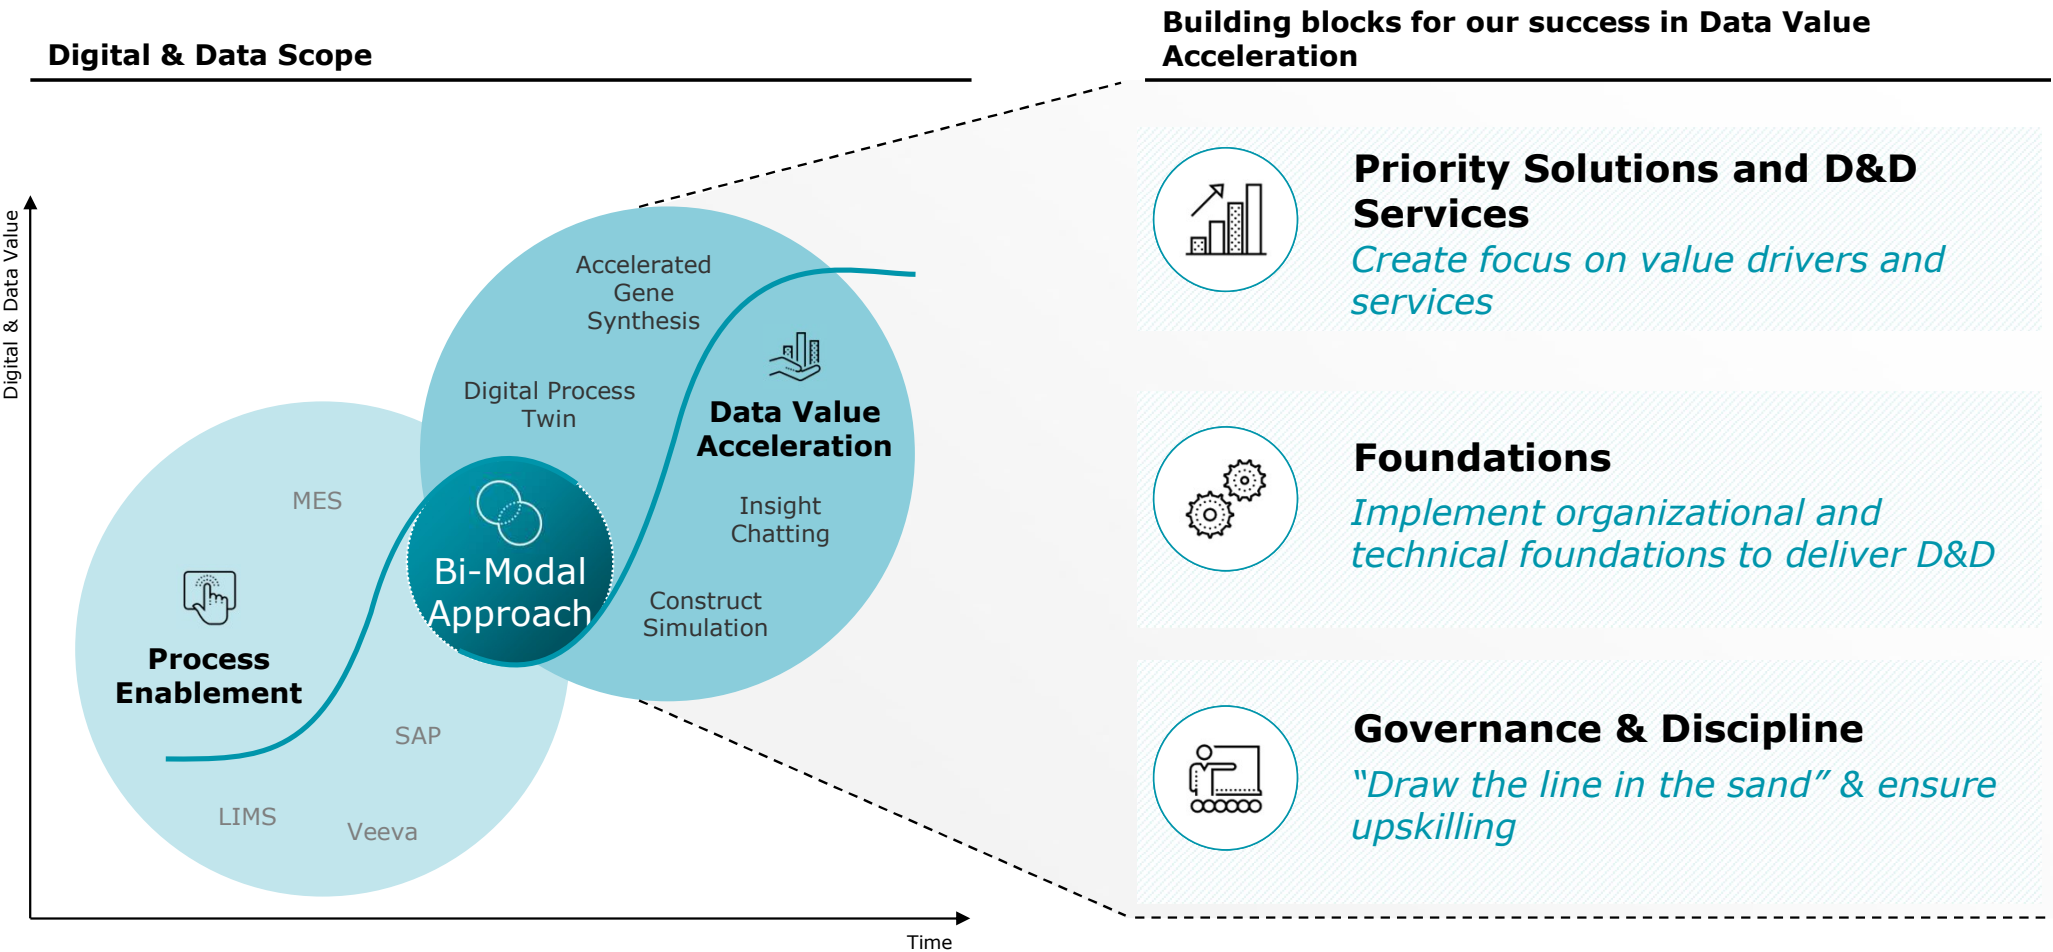 Digital & Data Scope
Digital & Data Value
Accelerated
Gene
Synthesis
Digital Process
Twin
Data Value
Acceleration
MES
Bi-Modal
Approach
Insight
Chatting
Construct
Simulation
Process
Enablement
SAP
LIMS
Veeva
Time
Building blocks for our success in Data Value
Acceleration
Priority Solutions and D&D
Services
Create focus on value drivers and
services
Foundations
Implement organizational and
technical foundations to deliver D&D
Governance & Discipline
“Draw the line in the sand” & ensure
upskilling